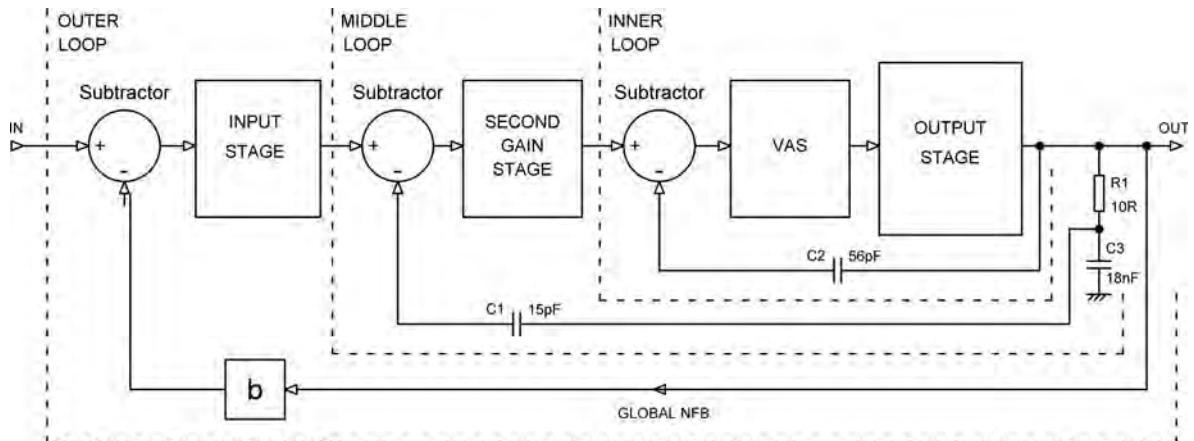 OUTER
LOOP
MIDDLE
LOOP
INNER
LOOP
Subtractor
Subtractor
Subtractor
IN
+
-
INPUT
STAGE
+
-
SECOND
GAIN
STAGE
+
-
VAS
OUTPUT
STAGE
OUT
R1
10R
C3
18nF
C2 56pF
C1 15pF
b
GLOBAL NFB